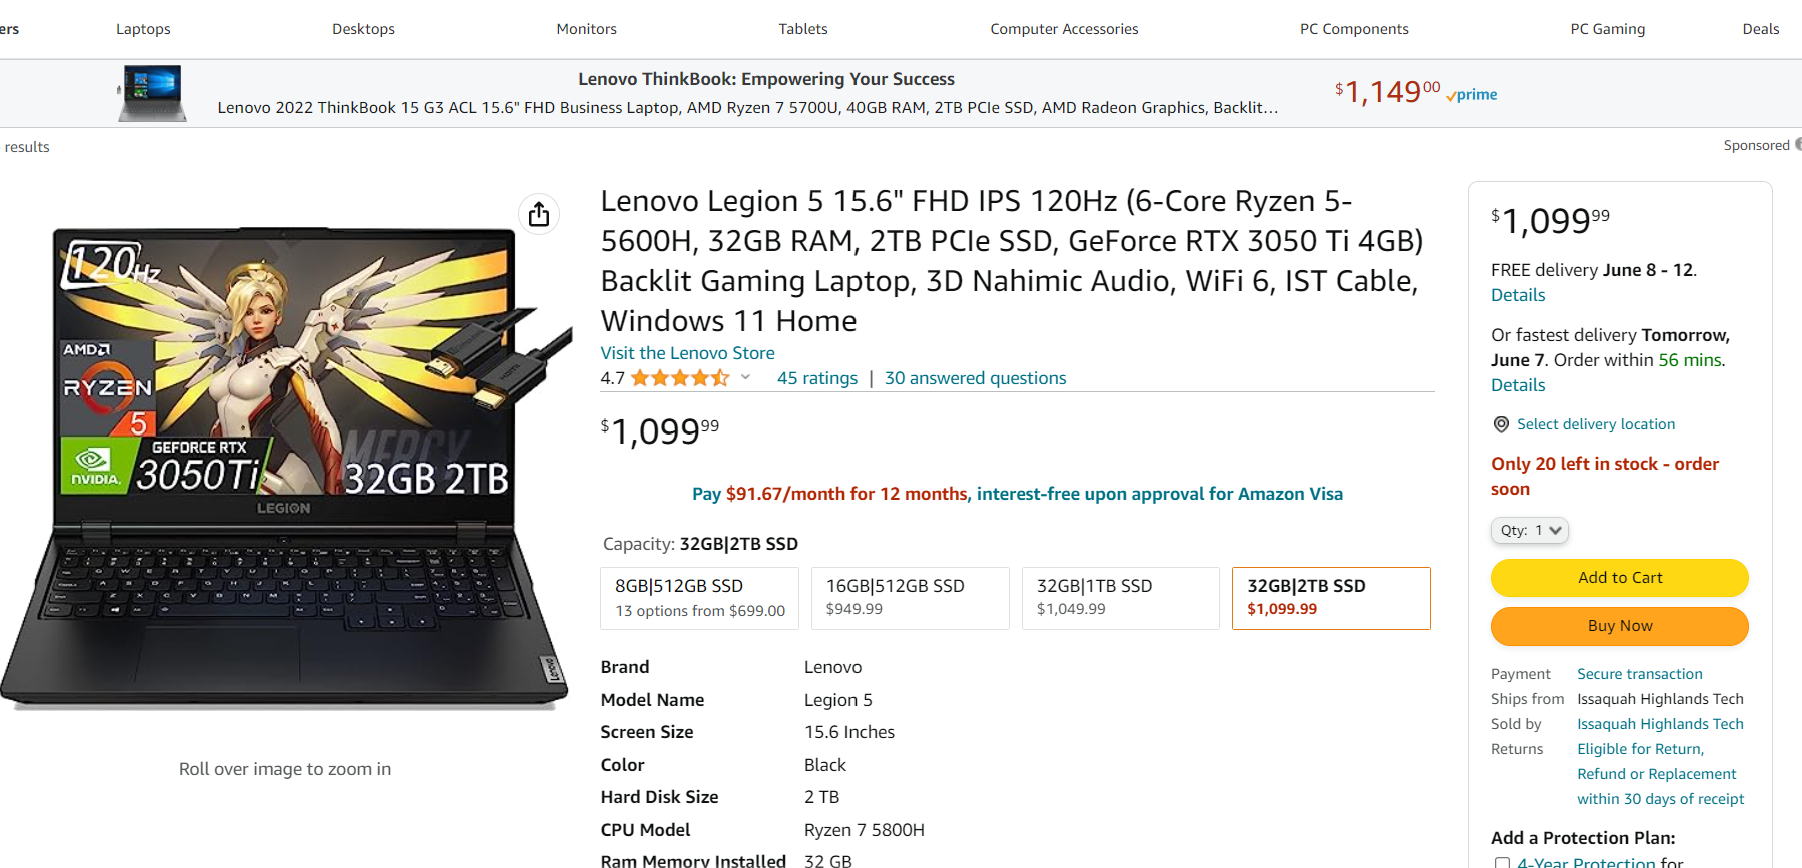 ers Laptops Desktops Monitors Tablets Computer Accessories PC Components PC Gaming Deals
Lenovo ThinkBook: Empowering Your Success
Lenovo 2022 ThinkBook 15 G3 ACL 15.6" FHD Business Laptop, AMD Ryzen 7 5700U, 40GB RAM, 2TB PCIe SSD, AMD Radeon Graphics, Backlit…
$1,149 00 prime
results
Sponsored
120Hz
AMD
RYZEN
5
NVIDIA.
GEFORCE RTX
3050Ti
MERCY
32GB 2TB
LEGION
Lenovo
Roll over image to zoom in
Lenovo Legion 5 15.6" FHD IPS 120Hz (6-Core Ryzen 5-
5600H, 32GB RAM, 2TB PCIe SSD, GeForce RTX 3050 Ti 4GB)
Backlit Gaming Laptop, 3D Nahimic Audio, WiFi 6, IST Cable,
Windows 11 Home
Visit the Lenovo Store
4.7 45 ratings | 30 answered questions
$1,099 99
Pay $91.67/month for 12 months, interest-free upon approval for Amazon Visa
Capacity: 32GB|2TB SSD
8GB|512GB SSD
13 options from $699.00
16GB|512GB SSD
$949.99
32GB|1TB SSD
$1,049.99
32GB|2TB SSD
$1,099.99
Brand Lenovo
Model Name Legion 5
Screen Size 15.6 Inches
Color Black
Hard Disk Size 2 TB
CPU Model Ryzen 7 5800H
Ram Memory Installed 32 GB
$1,099 99
FREE delivery June 8 - 12.
Details
Or fastest delivery Tomorrow,
June 7. Order within 56 mins.
Details
Select delivery location
Only 20 left in stock - order
soon
Qty: 1
Add to Cart
Buy Now
Payment Secure transaction
Ships from Issaquah Highlands Tech
Sold by Issaquah Highlands Tech
Returns Eligible for Return,
Refund or Replacement
within 30 days of receipt
Add a Protection Plan:
4-Year Protection for